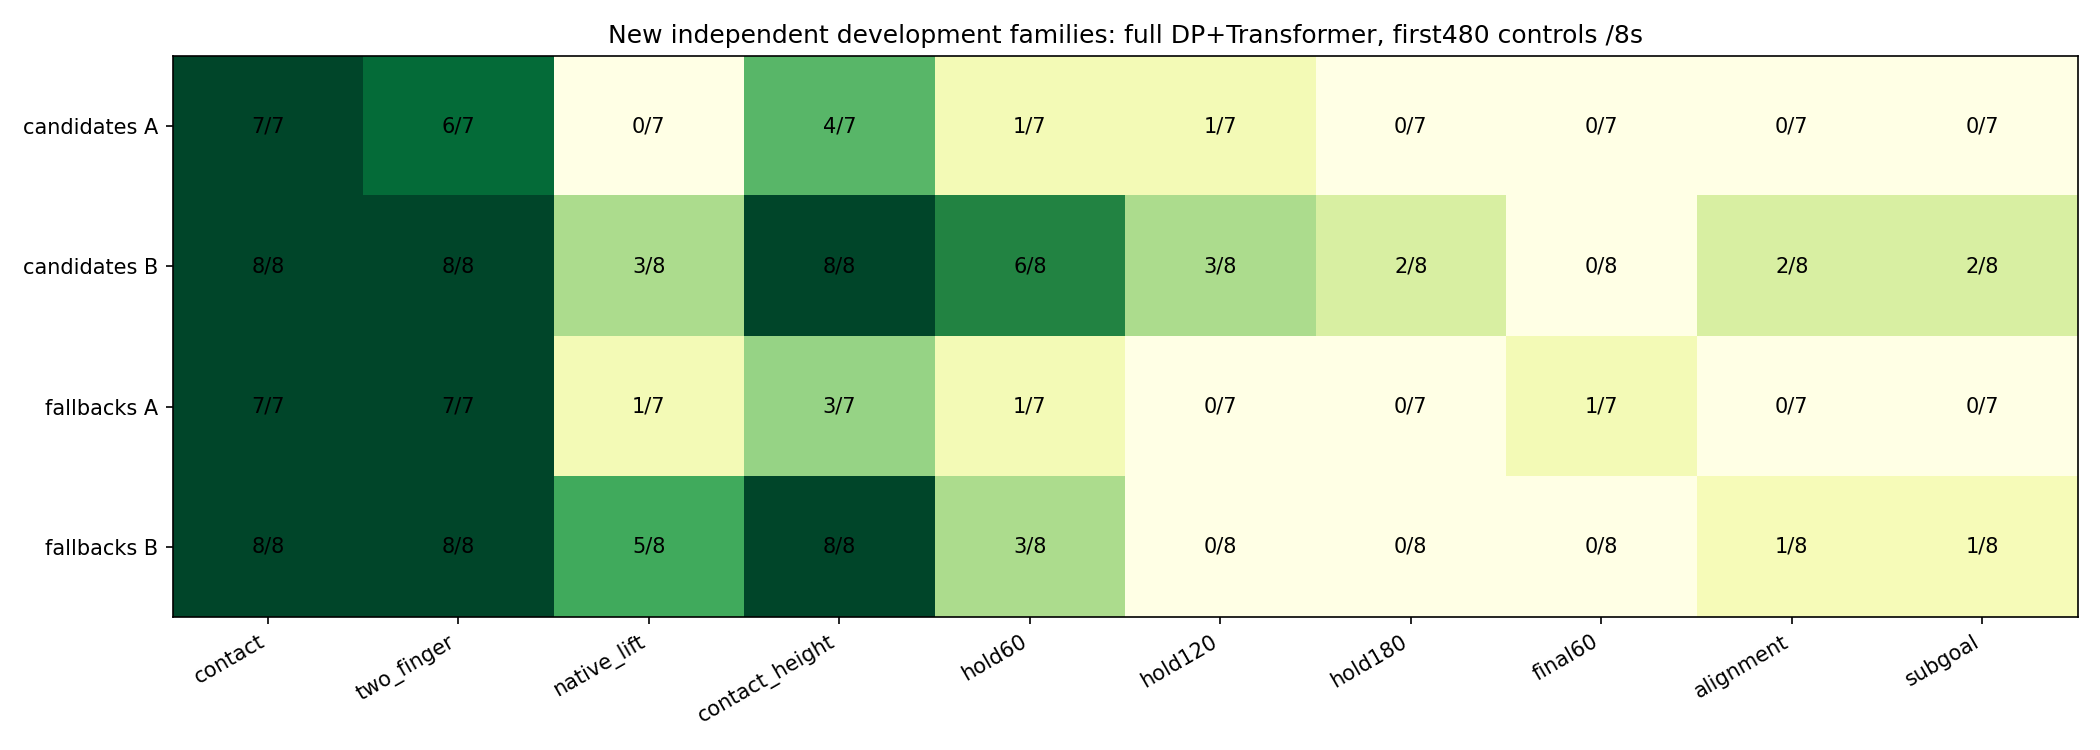 New independent development families: full DP+Transformer, first480 controls /8s
candidates A 7/7 6/7 0/7 4/7 1/7 1/7 0/7 0/7 0/7 0/7
candidates B 8/8 8/8 3/8 8/8 6/8 3/8 2/8 0/8 2/8 2/8
fallbacks A 7/7 7/7 1/7 3/7 1/7 0/7 0/7 1/7 0/7 0/7
fallbacks B 8/8 8/8 5/8 8/8 3/8 0/8 0/8 0/8 1/8 1/8
contact two_finger native_lift contact_height hold60 hold120 hold180 final60 alignment subgoal